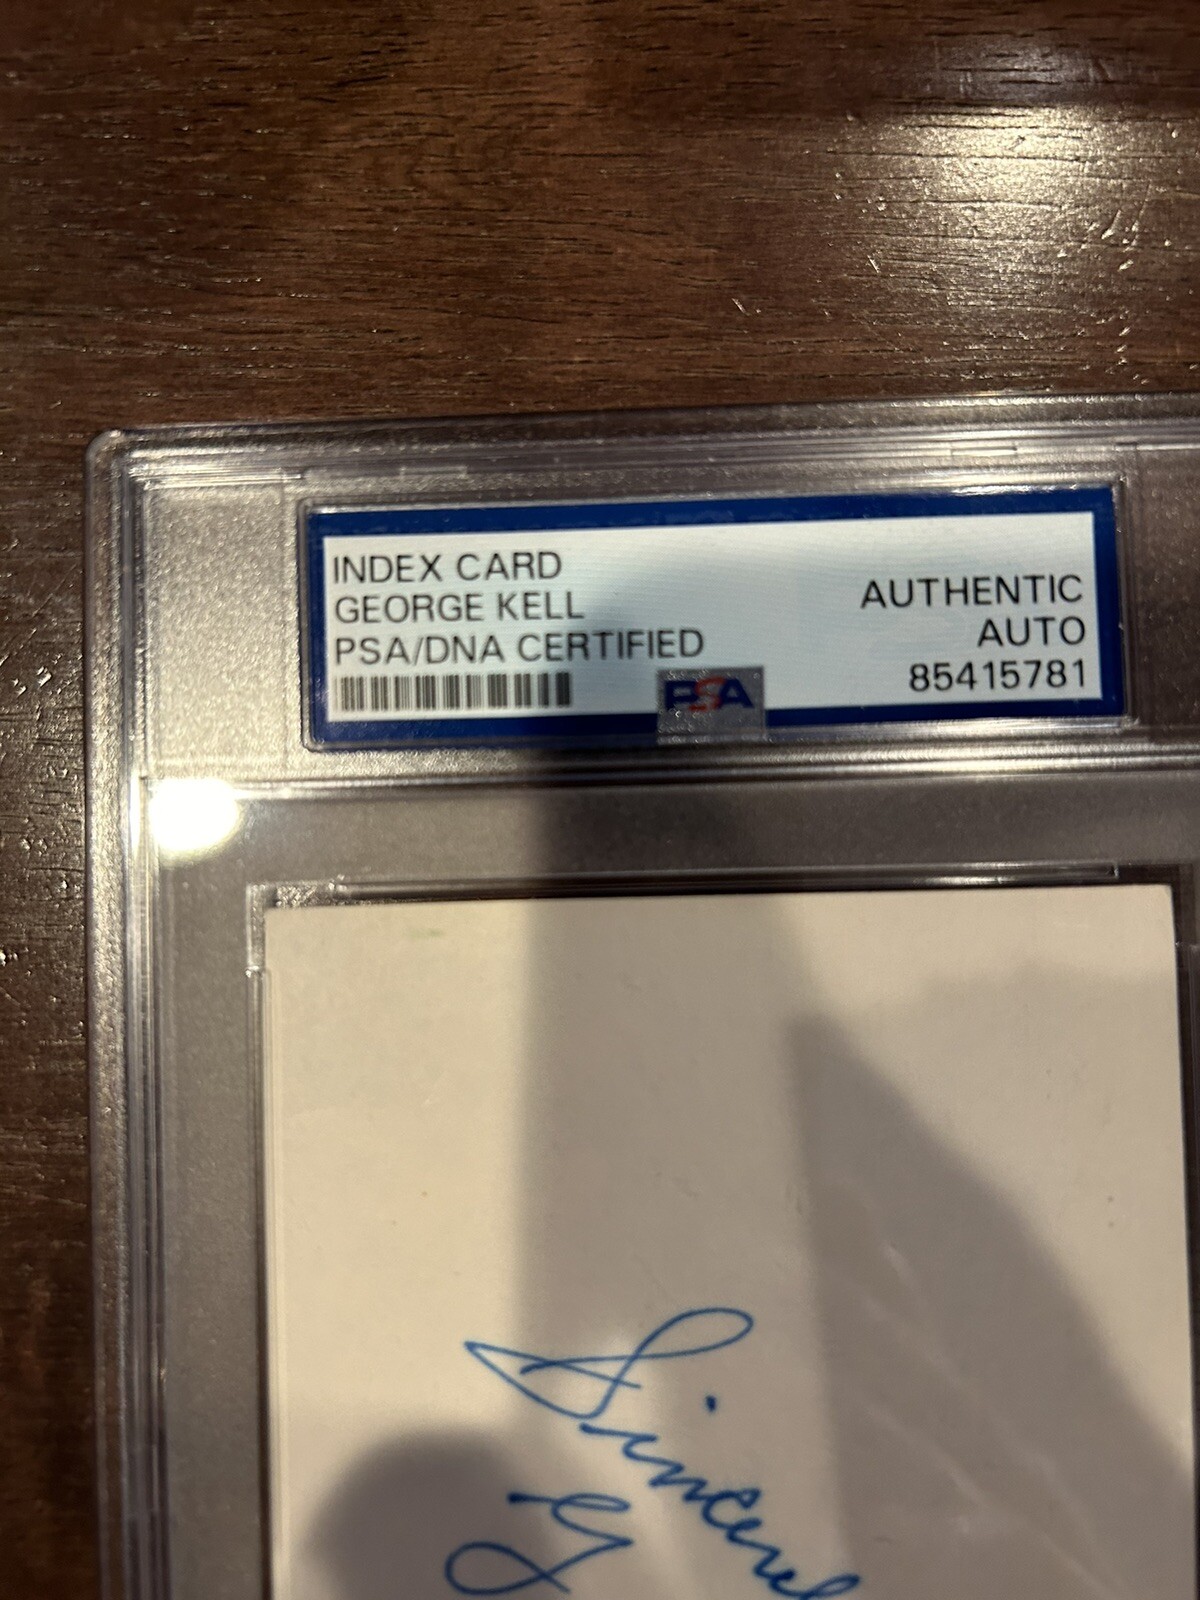 INDEX CARD
GEORGE KELL
PSA/DNA CERTIFIED
AUTHENTIC
AUTO
85415781
PSA